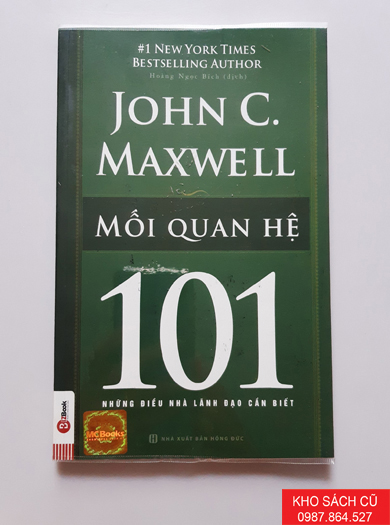 #1 NEW YORK TIMES
BESTSELLING AUTHOR
Hoàng Ngọc Bích (dịch)
JOHN C.
MAXWELL
MỐI QUAN HỆ
101
NHỮNG ĐIỀU NHÀ LÃNH ĐẠO CẦN BIẾT
MCBooks
NHÀ XUẤT BẢN HỒNG ĐỨC
KHO SÁCH CŨ
0987.864.527